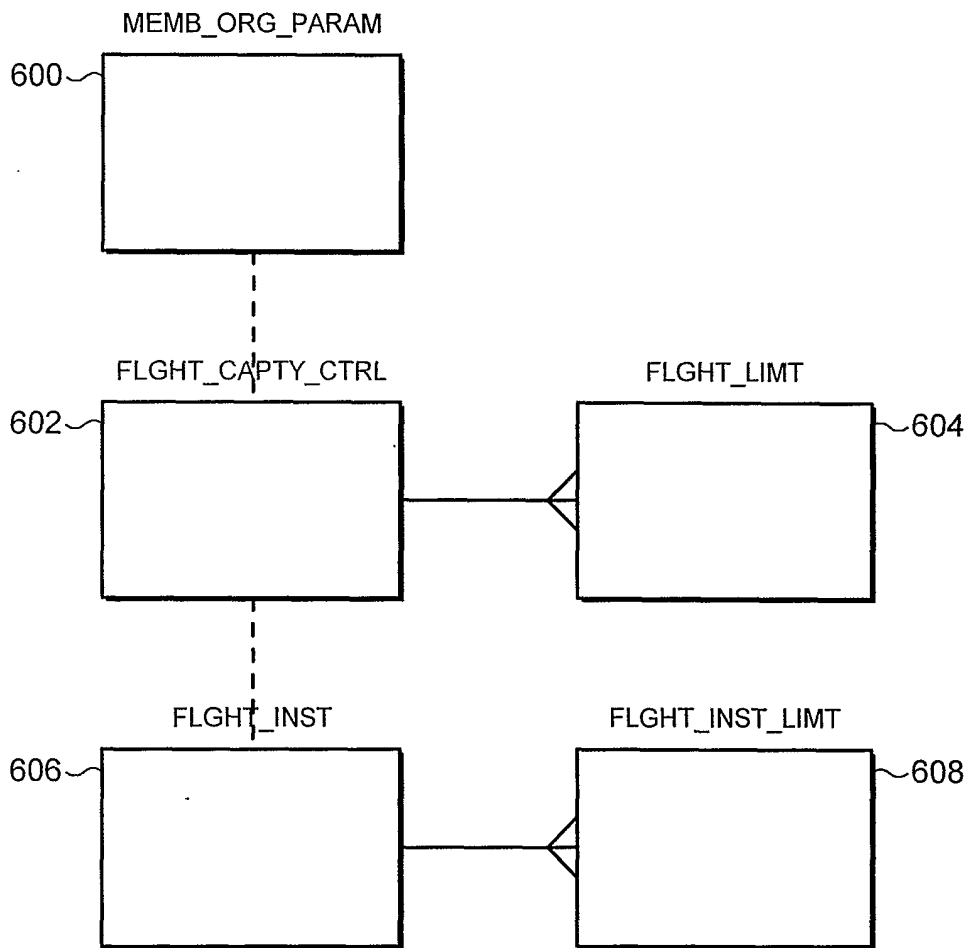 MEMB_ORG_PARAM
600
FLGHT_CAPTY_CTRL
FLGHT_LIMT
602
604
FLGHT_INST
FLGHT_INST_LIMT
606
608